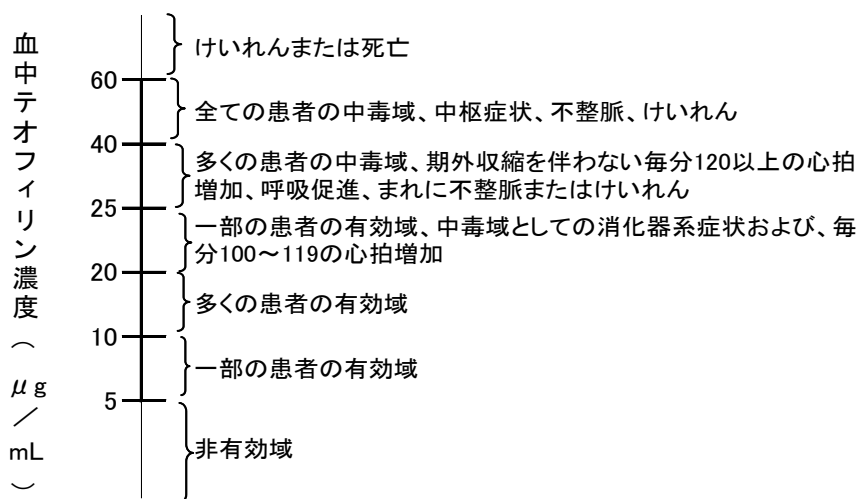 血中テオフィリン濃度（μg／mL）
けいれんまたは死亡
60
全ての患者の中毒域、中枢症状、不整脈、けいれん
40
多くの患者の中毒域、期外収縮を伴わない毎分120以上の心拍
増加、呼吸促進、まれに不整脈またはけいれん
25
一部の患者の有効域、中毒域としての消化器系症状および、毎
分100～119の心拍増加
20
多くの患者の有効域
10
一部の患者の有効域
5
非有効域